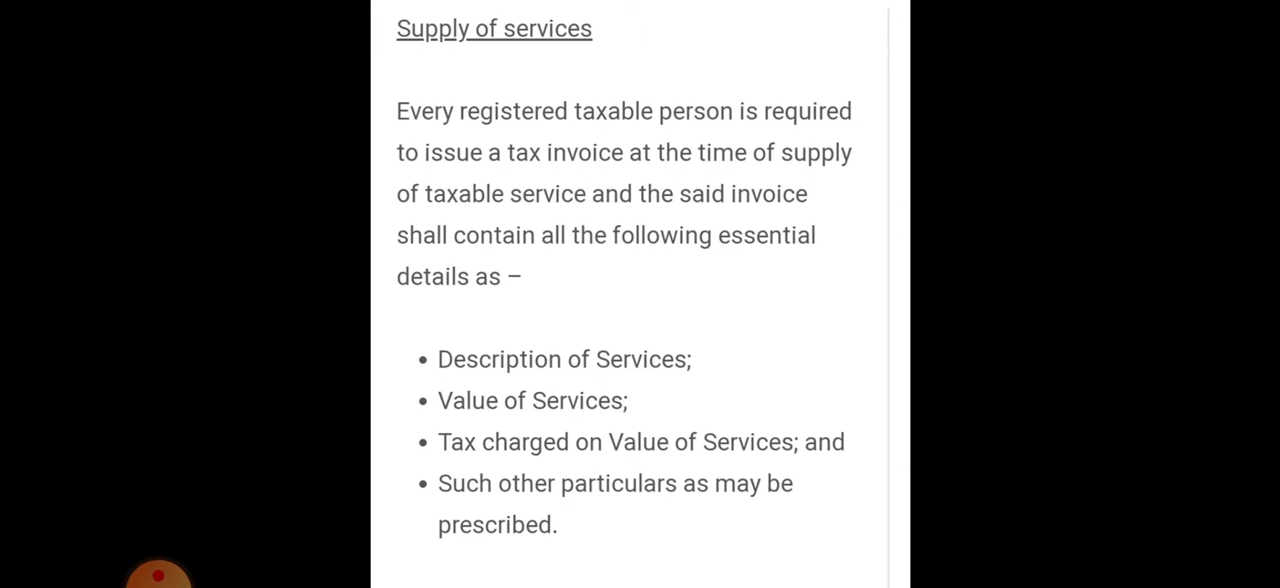 Supply of services
Every registered taxable person is required
to issue a tax invoice at the time of supply
of taxable service and the said invoice
shall contain all the following essential
details as –
• Description of Services;
• Value of Services;
• Tax charged on Value of Services; and
• Such other particulars as may be
prescribed.